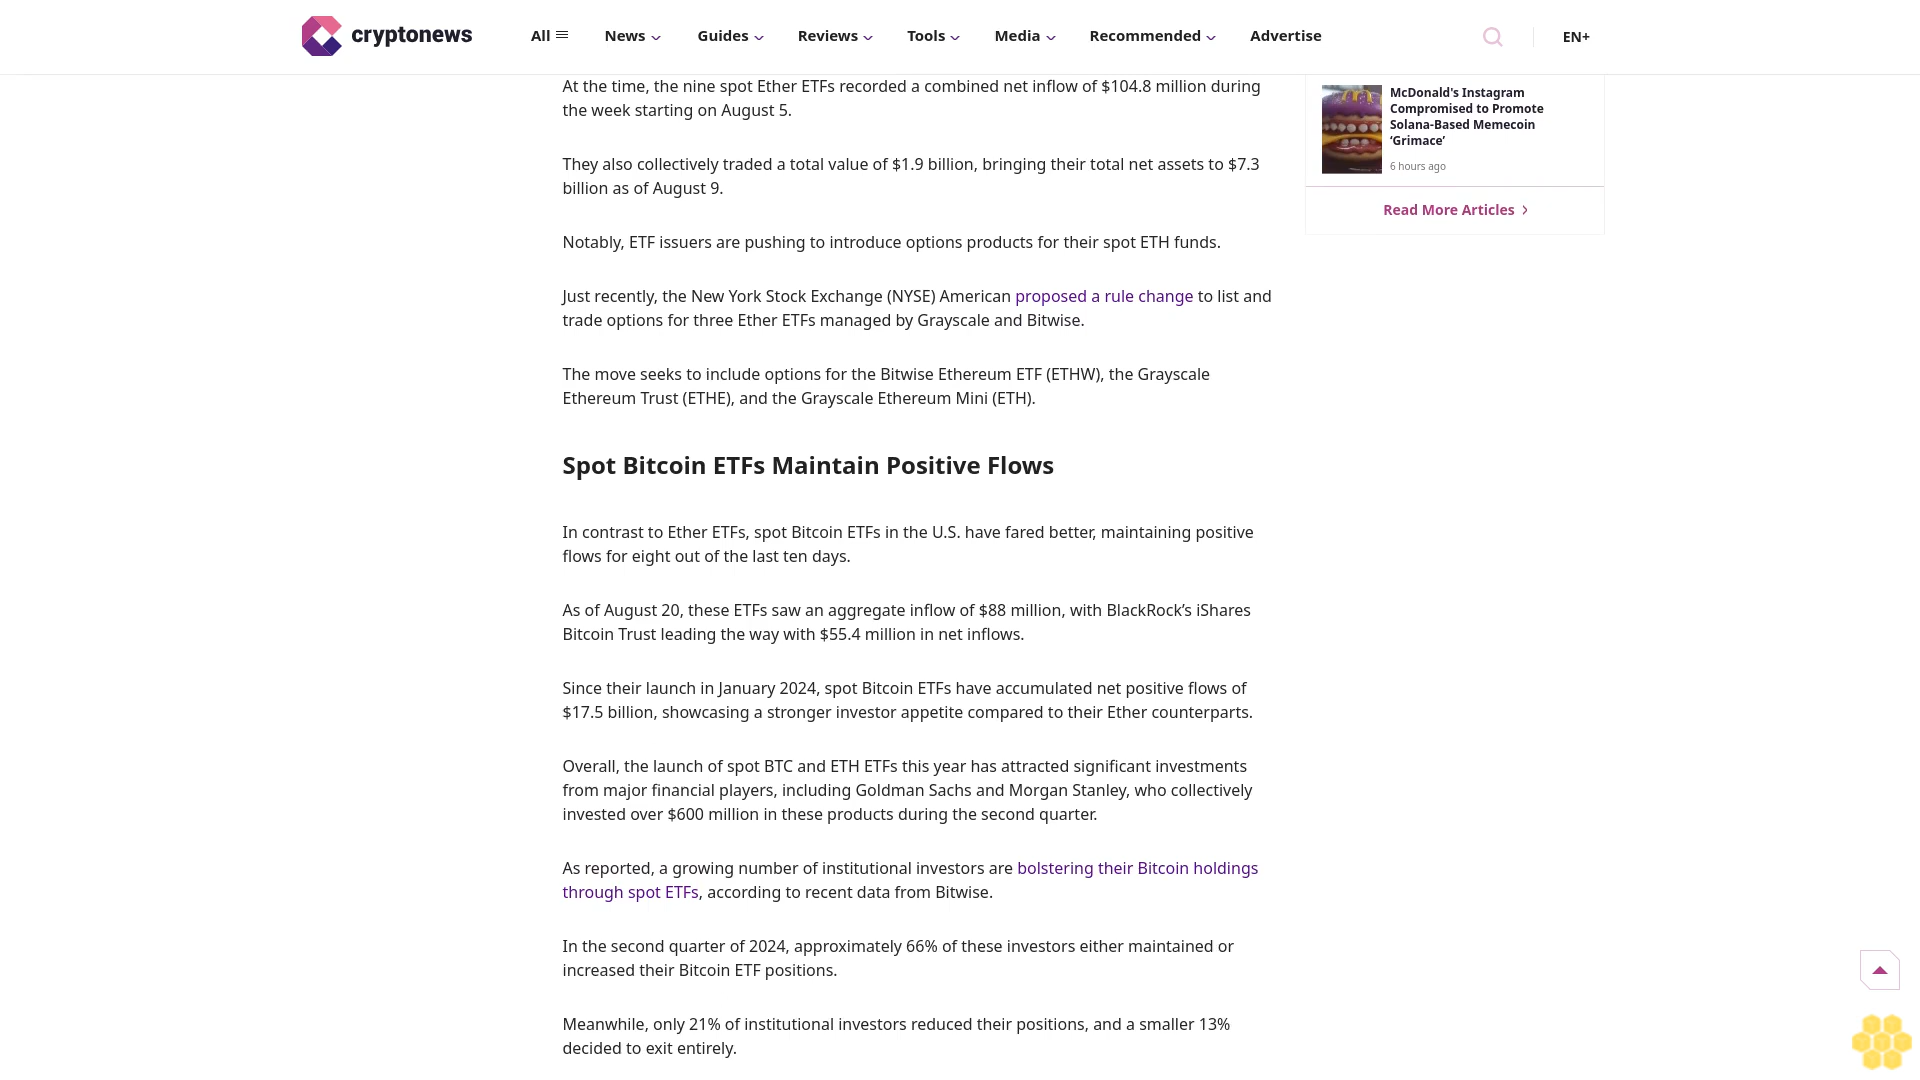 cryptonews
All
News
Guides
Reviews
Tools
Media
Recommended
Advertise
EN+
At the time, the nine spot Ether ETFs recorded a combined net inflow of $104.8 million during
the week starting on August 5.
They also collectively traded a total value of $1.9 billion, bringing their total net assets to $7.3
billion as of August 9.
Notably, ETF issuers are pushing to introduce options products for their spot ETH funds.
Just recently, the New York Stock Exchange (NYSE) American proposed a rule change to list and
trade options for three Ether ETFs managed by Grayscale and Bitwise.
The move seeks to include options for the Bitwise Ethereum ETF (ETHW), the Grayscale
Ethereum Trust (ETHE), and the Grayscale Ethereum Mini (ETH).
Spot Bitcoin ETFs Maintain Positive Flows
In contrast to Ether ETFs, spot Bitcoin ETFs in the U.S. have fared better, maintaining positive
flows for eight out of the last ten days.
As of August 20, these ETFs saw an aggregate inflow of $88 million, with BlackRock’s iShares
Bitcoin Trust leading the way with $55.4 million in net inflows.
Since their launch in January 2024, spot Bitcoin ETFs have accumulated net positive flows of
$17.5 billion, showcasing a stronger investor appetite compared to their Ether counterparts.
Overall, the launch of spot BTC and ETH ETFs this year has attracted significant investments
from major financial players, including Goldman Sachs and Morgan Stanley, who collectively
invested over $600 million in these products during the second quarter.
As reported, a growing number of institutional investors are bolstering their Bitcoin holdings
through spot ETFs, according to recent data from Bitwise.
In the second quarter of 2024, approximately 66% of these investors either maintained or
increased their Bitcoin ETF positions.
Meanwhile, only 21% of institutional investors reduced their positions, and a smaller 13%
decided to exit entirely.
McDonald's Instagram
Compromised to Promote
Solana-Based Memecoin
‘Grimace’
6 hours ago
Read More Articles